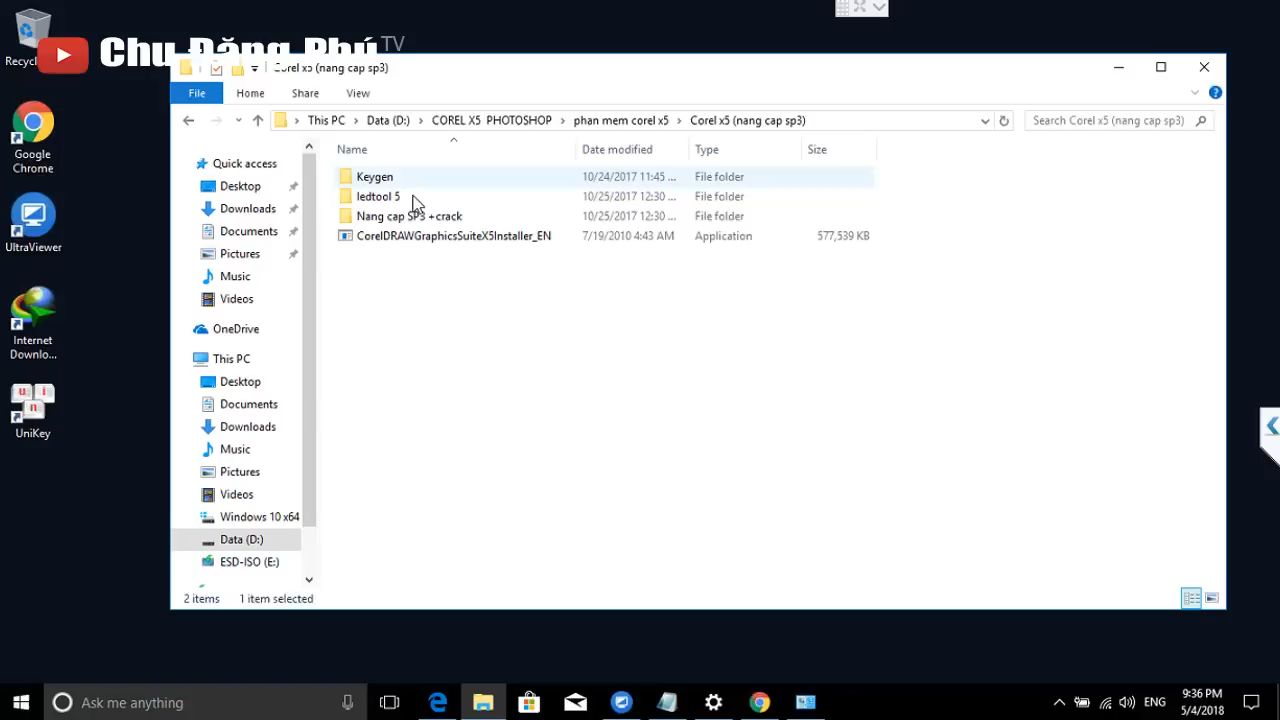 Chu Đăng Phú TV
Corel x5 (nang cap sp3)
File Home Share View
This PC Data (D:) COREL X5 PHOTOSHOP phan mem corel x5 Corel x5 (nang cap sp3) Search Corel x5 (nang cap sp3)
Name Date modified Type Size
Keygen 10/24/2017 11:45 ... File folder
ledtool 5 10/25/2017 12:30 ... File folder
Nang cap SP3 +crack 10/25/2017 12:30 ... File folder
CorelDRAWGraphicsSuiteX5Installer_EN 7/19/2010 4:43 AM Application 577,539 KB
Quick access
Desktop
Downloads
Documents
Pictures
Music
Videos
OneDrive
This PC
Desktop
Documents
Downloads
Music
Pictures
Videos
Windows 10 x64
Data (D:)
ESD-ISO (E:)
2 items 1 item selected
Recyc
Google
Chrome
UltraViewer
Internet
Downlo...
u i
n
UniKey
Ask me anything
ENG
9:36 PM
5/4/2018